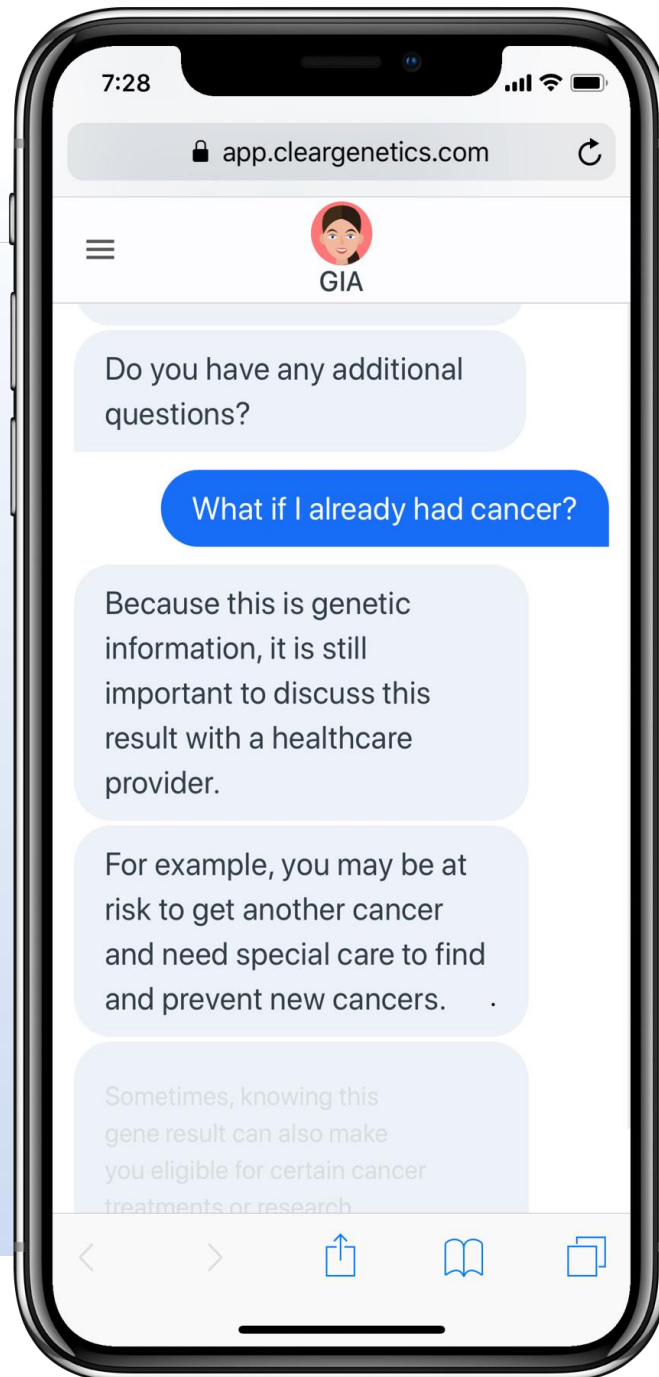 7:28
app.cleargenetics.com
GIA
Do you have any additional
questions?
What if I already had cancer?
Because this is genetic
information, it is still
important to discuss this
result with a healthcare
provider.
For example, you may be at
risk to get another cancer
and need special care to find
and prevent new cancers. .
Sometimes, knowing this
gene result can also make
you eligible for certain cancer
treatments or research